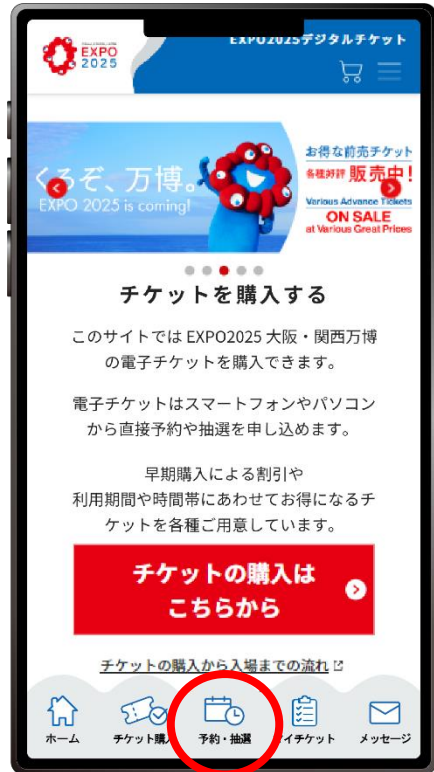 EXPO
2025
EXPO2025デジタルチケット
くるぞ、万博。
EXPO 2025 is coming!
お得な前売チケット
各種好評 販売中!
Various Advance Tickets
ON SALE
at Various Great Prices
チケットを購入する
このサイトでは EXPO2025 大阪・関西万博
の電子チケットを購入できます。
電子チケットはスマートフォンやパソコン
から直接予約や抽選を申し込めます。
早期購入による割引や
利用期間や時間帯にあわせてお得になるチ
ケットを各種ご用意しています。
チケットの購入は
こちらから
チケットの購入から入場までの流れ
ホーム
チケット購
予約・抽選
イチケット
メッセージ